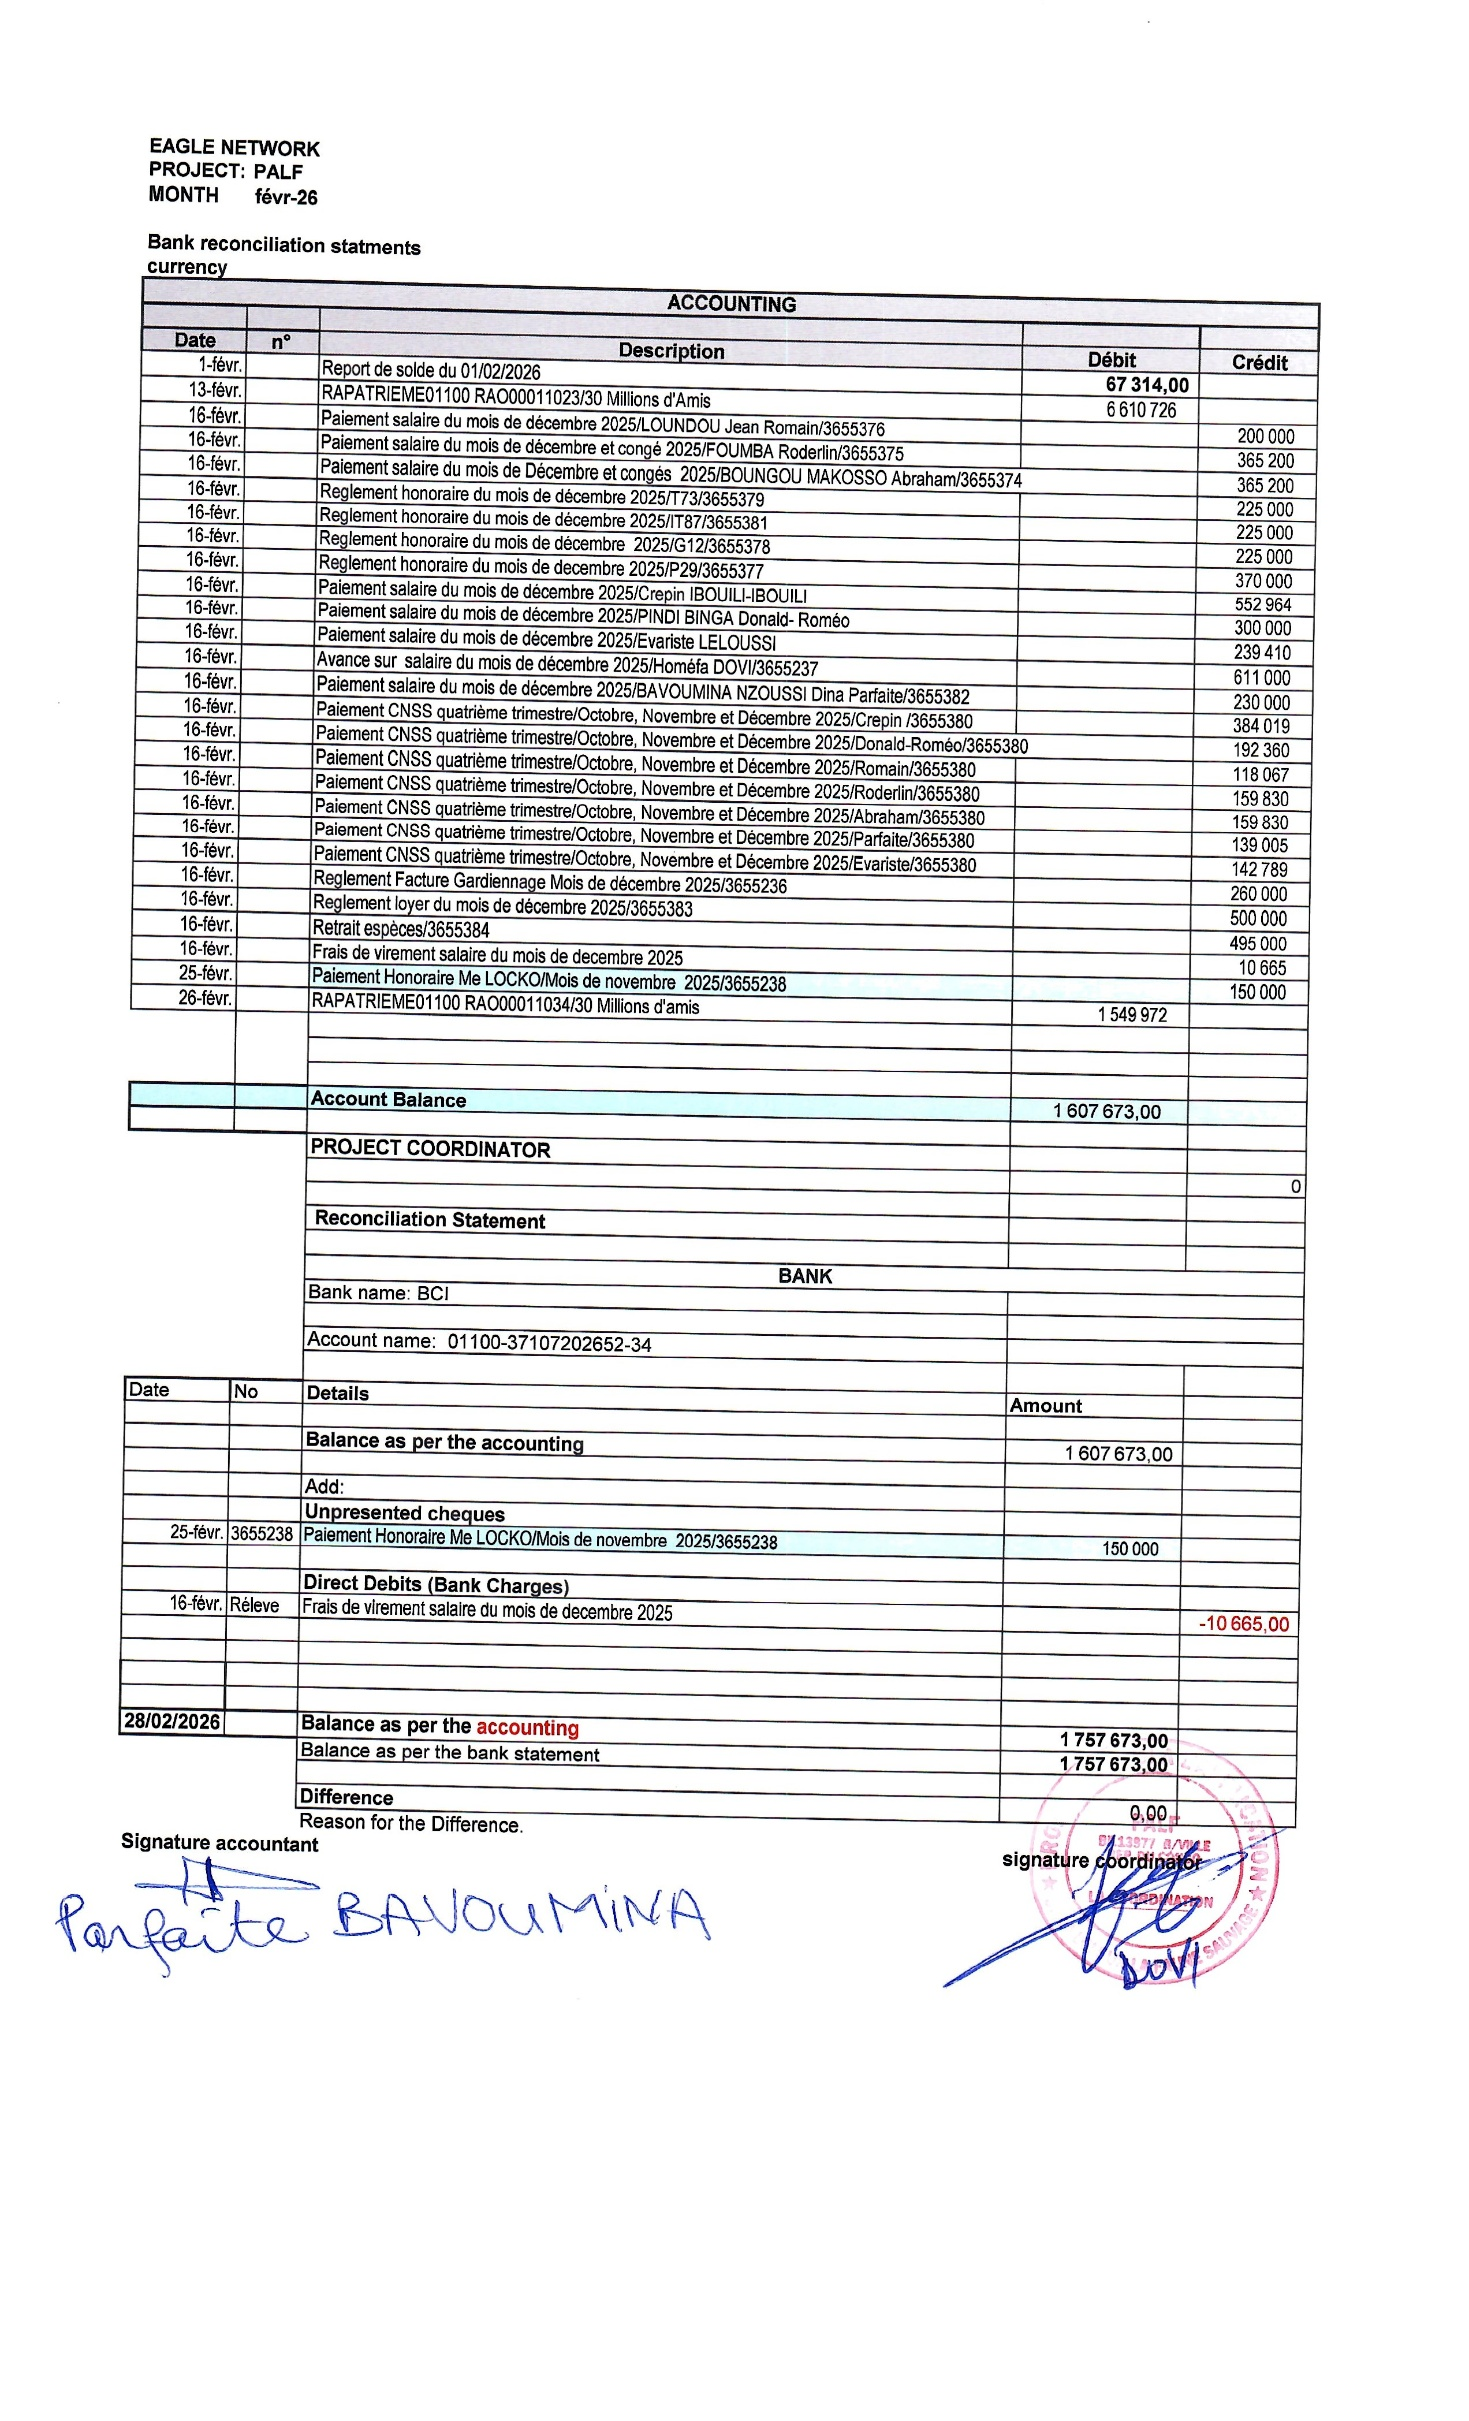 EAGLE NETWORK
PROJECT: PALF
MONTH févr-26
Bank reconciliation statments
currency
ACCOUNTING
Date n° Description Débit Crédit
1-févr. Report de solde du 01/02/2026 67 314,00
13-févr. RAPATRIEME01100 RAO00011023/30 Millions d'Amis 6 610 726
16-févr. Paiement salaire du mois de décembre 2025/LOUNDOU Jean Romain/3655376 200 000
16-févr. Paiement salaire du mois de décembre et congé 2025/FOUMBA Roderlin/3655375 365 200
16-févr. Paiement salaire du mois de Décembre et congés 2025/BOUNGOU MAKOSSO Abraham/3655374 365 200
16-févr. Reglement honoraire du mois de décembre 2025/T73/3655379 225 000
16-févr. Reglement honoraire du mois de décembre 2025/IT87/3655381 225 000
16-févr. Reglement honoraire du mois de décembre 2025/G12/3655378 225 000
16-févr. Reglement honoraire du mois de decembre 2025/P29/3655377 370 000
16-févr. Paiement salaire du mois de décembre 2025/Crepin IBOUILI-IBOUILI 552 964
16-févr. Paiement salaire du mois de décembre 2025/PINDI BINGA Donald- Roméo 300 000
16-févr. Paiement salaire du mois de décembre 2025/Evariste LELOUSSI 239 410
16-févr. Avance sur salaire du mois de décembre 2025/Homéfa DOVI/3655237 611 000
16-févr. Paiement salaire du mois de décembre 2025/BAVOUMINA NZOUSSI Dina Parfaite/3655382 230 000
16-févr. Paiement CNSS quatrième trimestre/Octobre, Novembre et Décembre 2025/Crepin /3655380 384 019
16-févr. Paiement CNSS quatrième trimestre/Octobre, Novembre et Décembre 2025/Donald-Roméo/3655380 192 360
16-févr. Paiement CNSS quatrième trimestre/Octobre, Novembre et Décembre 2025/Romain/3655380 118 067
16-févr. Paiement CNSS quatrième trimestre/Octobre, Novembre et Décembre 2025/Roderlin/3655380 159 830
16-févr. Paiement CNSS quatrième trimestre/Octobre, Novembre et Décembre 2025/Abraham/3655380 159 830
16-févr. Paiement CNSS quatrième trimestre/Octobre, Novembre et Décembre 2025/Parfaite/3655380 139 005
16-févr. Paiement CNSS quatrième trimestre/Octobre, Novembre et Décembre 2025/Evariste/3655380 142 789
16-févr. Reglement Facture Gardiennage Mois de décembre 2025/3655236 260 000
16-févr. Reglement loyer du mois de décembre 2025/3655383 500 000
16-févr. Retrait espèces/3655384 495 000
16-févr. Frais de virement salaire du mois de decembre 2025 10 665
25-févr. Paiement Honoraire Me LOCKO/Mois de novembre 2025/3655238 150 000
26-févr. RAPATRIEME01100 RAO00011034/30 Millions d'amis 1 549 972
Account Balance 1 607 673,00
PROJECT COORDINATOR
0
Reconciliation Statement
BANK
Bank name: BCI
Account name: 01100-37107202652-34
Date No Details Amount
Balance as per the accounting 1 607 673,00
Add:
Unpresented cheques
25-févr. 3655238 Paiement Honoraire Me LOCKO/Mois de novembre 2025/3655238 150 000
Direct Debits (Bank Charges)
16-févr. Réleve Frais de virement salaire du mois de decembre 2025 -10 665,00
28/02/2026 Balance as per the accounting 1 757 673,00
Balance as per the bank statement 1 757 673,00
Difference 0,00
Reason for the Difference.
Signature accountant
signature coordinator
Parfaite BAVOUMINA
DOVI
PALF
SAUVAGE